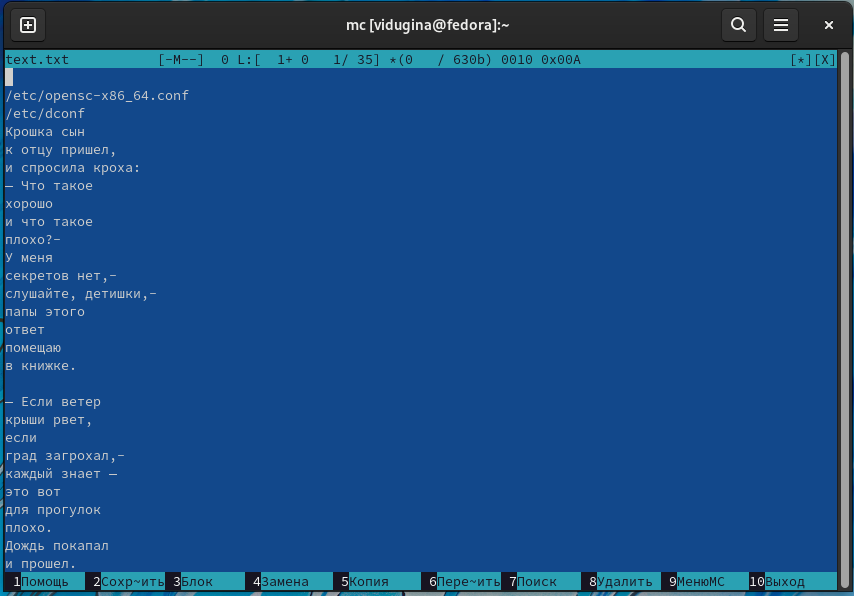 mc [vidugina@fedora]:~
text.txt [-M--] 0 L:[ 1+ 0 1/ 35] *(0 / 630b) 0010 0x00A [*][X]
/etc/opensc-x86_64.conf
/etc/dconf
Крошка сын
к отцу пришел,
и спросила кроха:
— Что такое
хорошо
и что такое
плохо?-
У меня
секретов нет,-
слушайте, детишки,-
папы этого
ответ
помещаю
в книжке.
— Если ветер
крыши рвет,
если
град загрохал,-
каждый знает —
это вот
для прогулок
плохо.
Дождь покапал
и прошел.
1Помощь 2Сохр~ить 3Блок 4Замена 5Копия 6Пере~ить 7Поиск 8Удалить 9МенюMC 10Выход